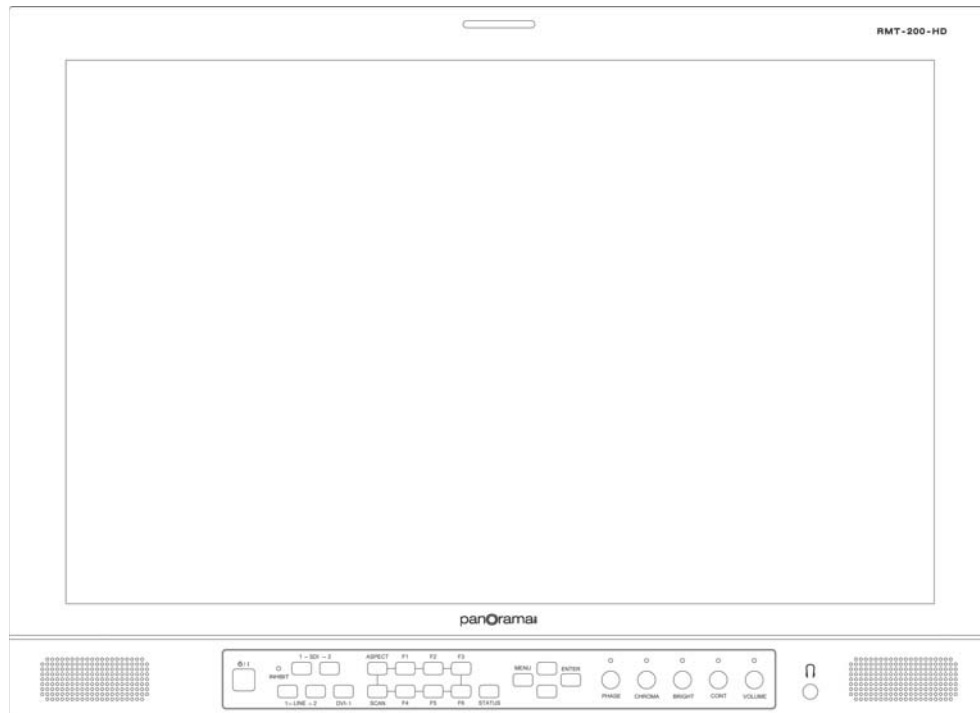 RMT-200-HD
panOrama
1 - SDI - 2
ASPECT F1 F2 F3
INHIBIT
MENU
ENTER
1 - LINE - 2 DVI-I
SCAN F4 F5 F6 STATUS
PHASE CHROMA BRIGHT CONT VOLUME